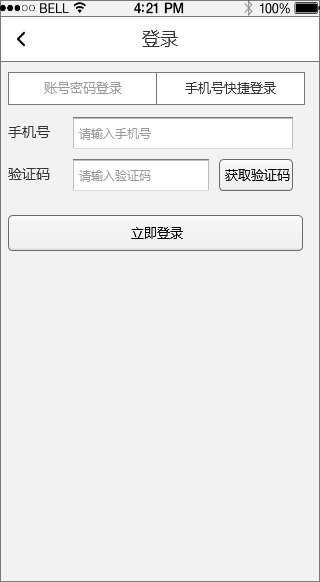 BELL 4:21 PM 100%
登录
账号密码登录 手机号快捷登录
手机号 请输入手机号
验证码 请输入验证码 获取验证码
立即登录